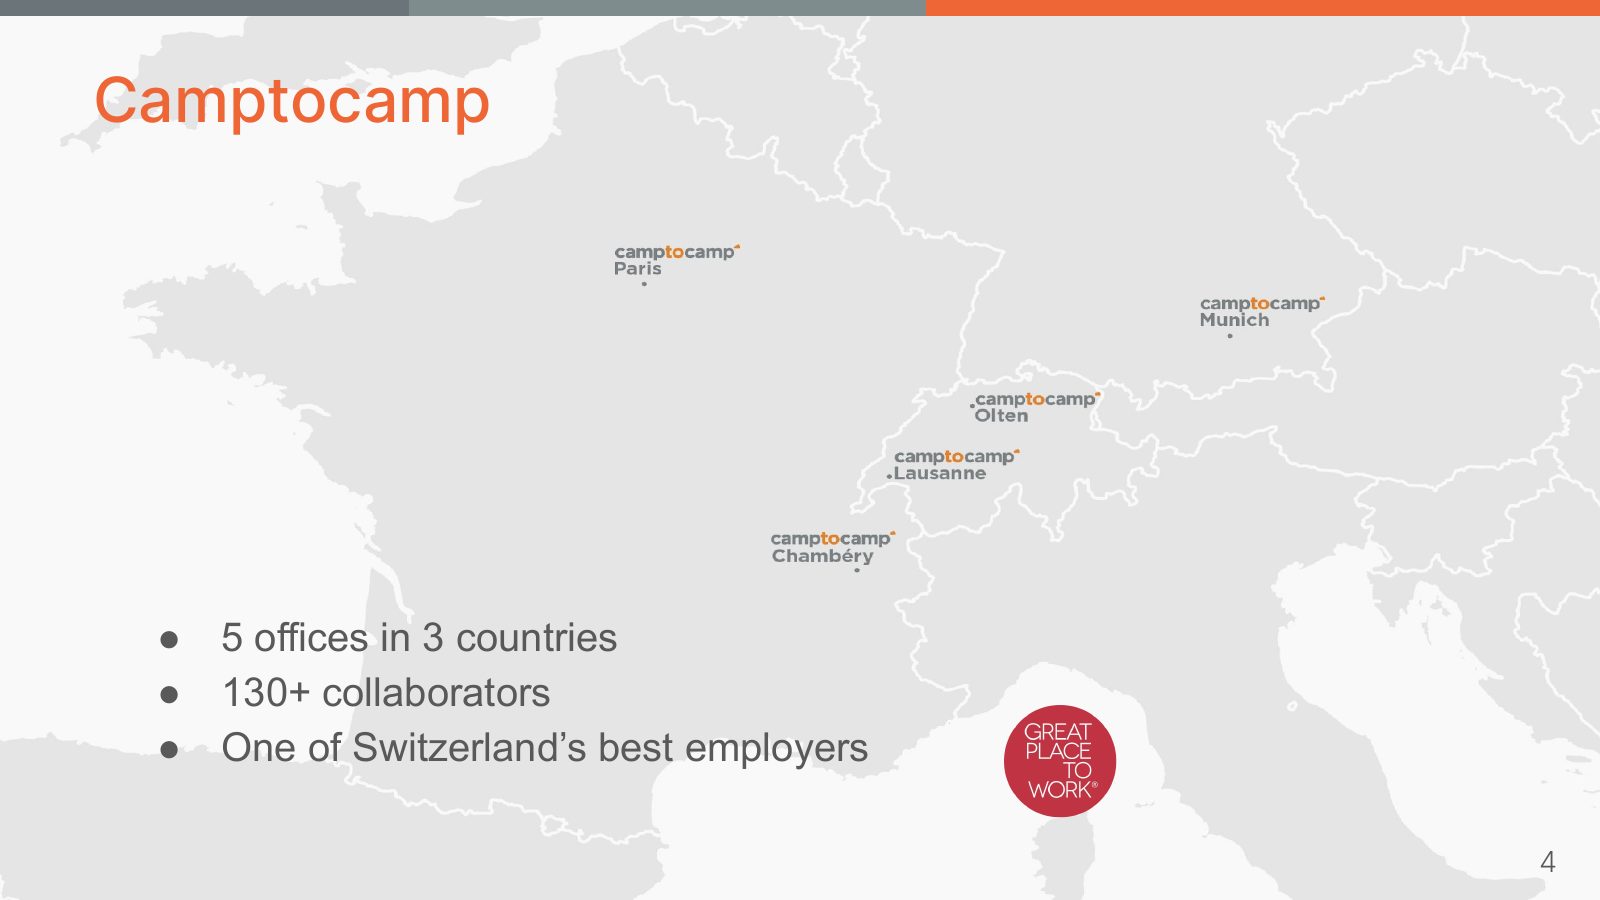 Camptocamp
camptocamp
Paris
camptocamp
Munich
camptocamp
Olten
camptocamp
Lausanne
camptocamp
Chambéry
● 5 offices in 3 countries
● 130+ collaborators
● One of Switzerland’s best employers
GREAT
PLACE
TO
WORK®
4